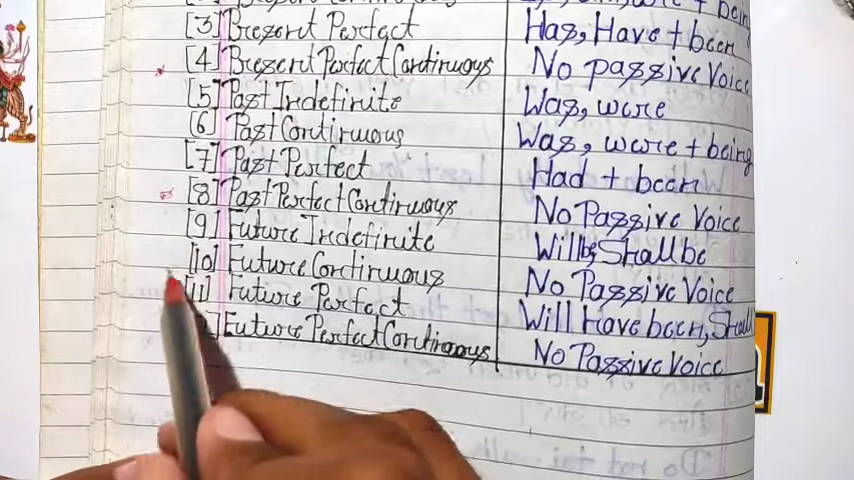 [3] Present Perfect Has, Have + been
[4] Present Perfect Continuous No passive Voice
[5] Past Indefinite Was, were
[6] Past Continuous Was, were + being
[7] Past Perfect Had + been
[8] Past Perfect Continuous No Passive Voice
[9] Future Indefinite Will be, Shall be
[10] Future Continuous No Passive Voice
[11] Future Perfect Will have been, Shall
Future Perfect Continuous No Passive Voice